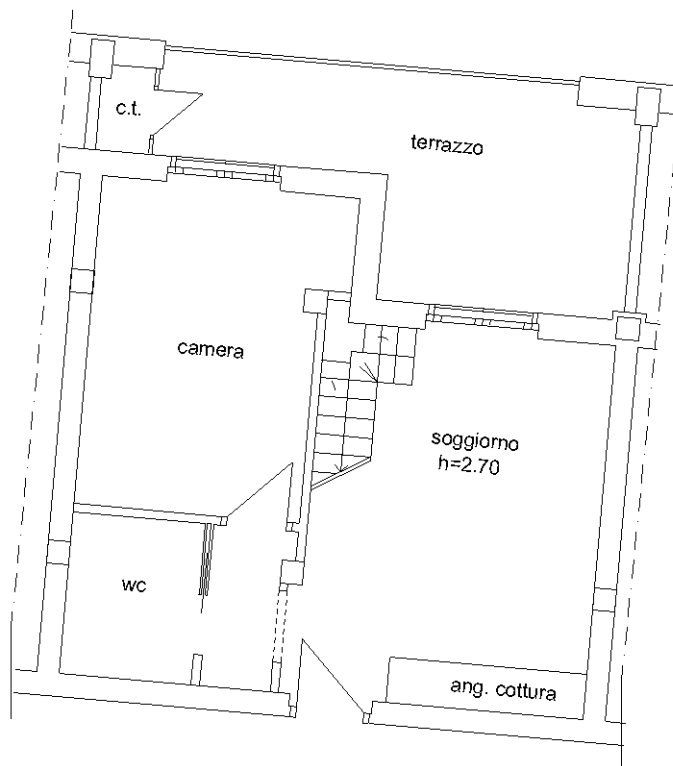 c.t.
terrazzo
camera
soggiorno
h=2.70
wc
ang. cottura